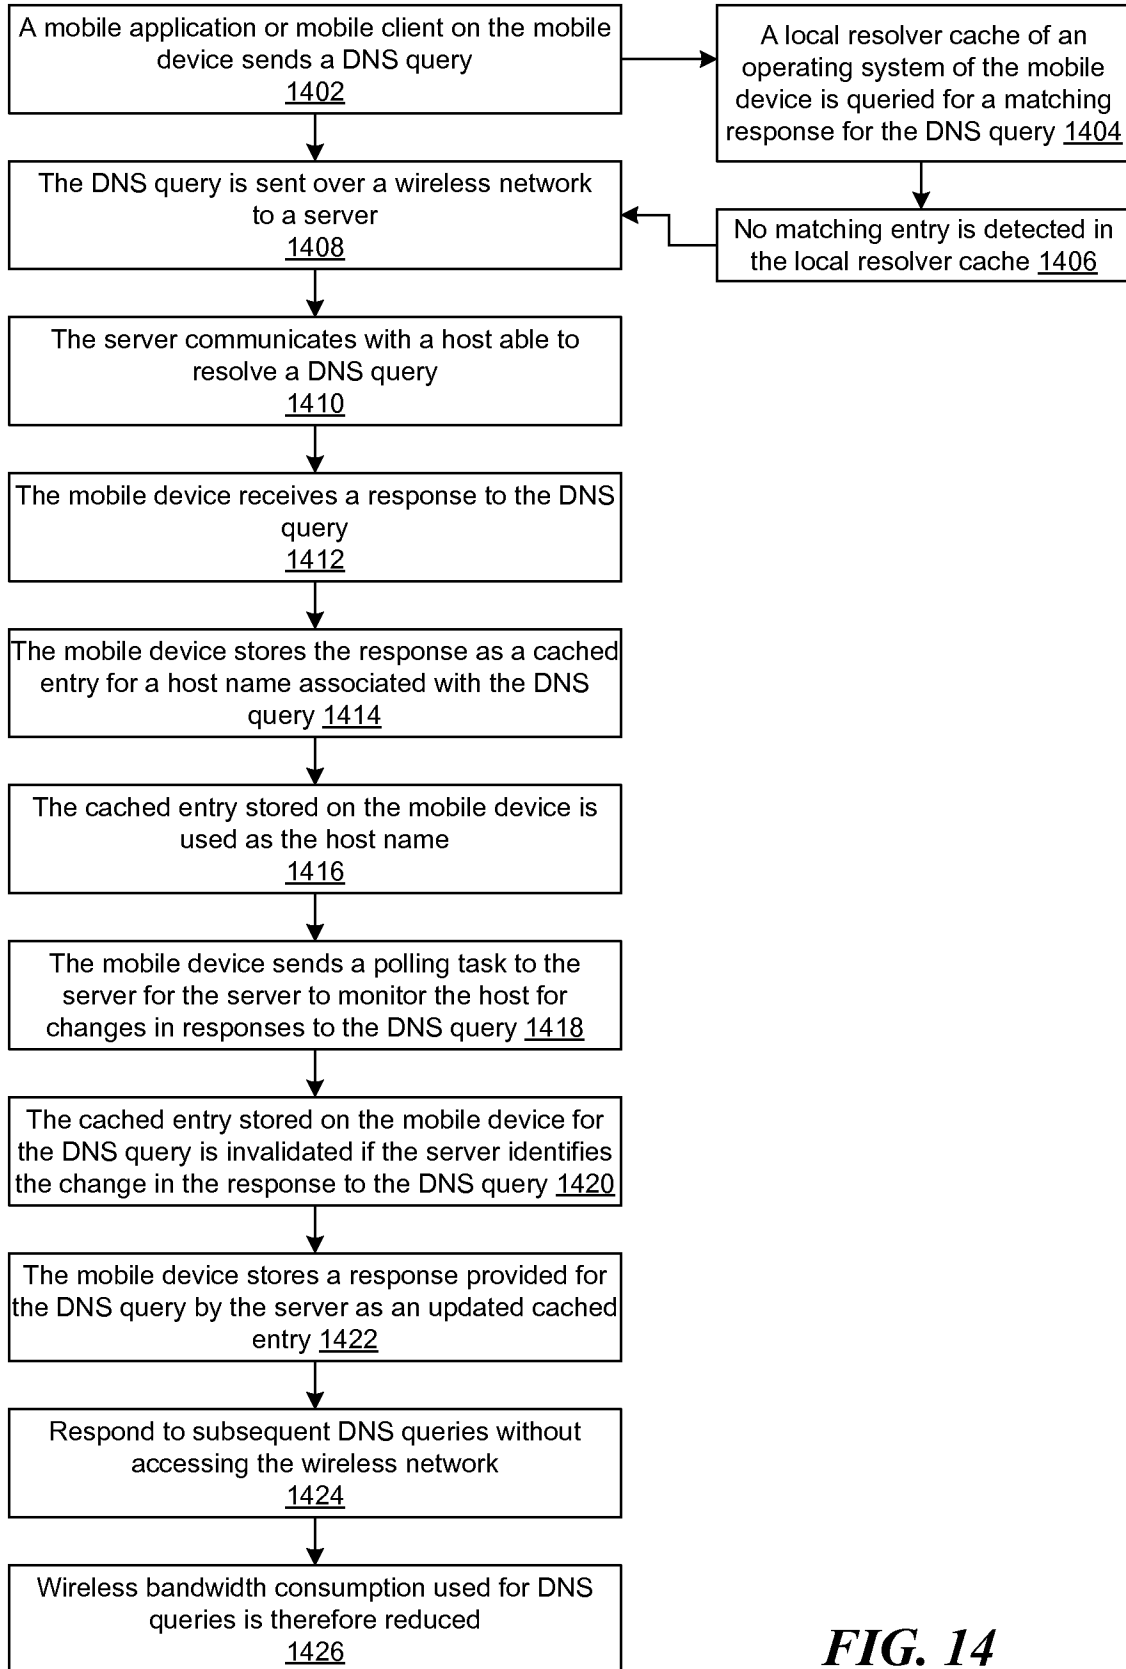 A mobile application or mobile client on the mobile
device sends a DNS query
1402
A local resolver cache of an
operating system of the mobile
device is queried for a matching
response for the DNS query 1404
No matching entry is detected in
the local resolver cache 1406
The DNS query is sent over a wireless network
to a server
1408
The server communicates with a host able to
resolve a DNS query
1410
The mobile device receives a response to the DNS
query
1412
The mobile device stores the response as a cached
entry for a host name associated with the DNS
query 1414
The cached entry stored on the mobile device is
used as the host name
1416
The mobile device sends a polling task to the
server for the server to monitor the host for
changes in responses to the DNS query 1418
The cached entry stored on the mobile device for
the DNS query is invalidated if the server identifies
the change in the response to the DNS query 1420
The mobile device stores a response provided for
the DNS query by the server as an updated cached
entry 1422
Respond to subsequent DNS queries without
accessing the wireless network
1424
Wireless bandwidth consumption used for DNS
queries is therefore reduced
1426
FIG. 14